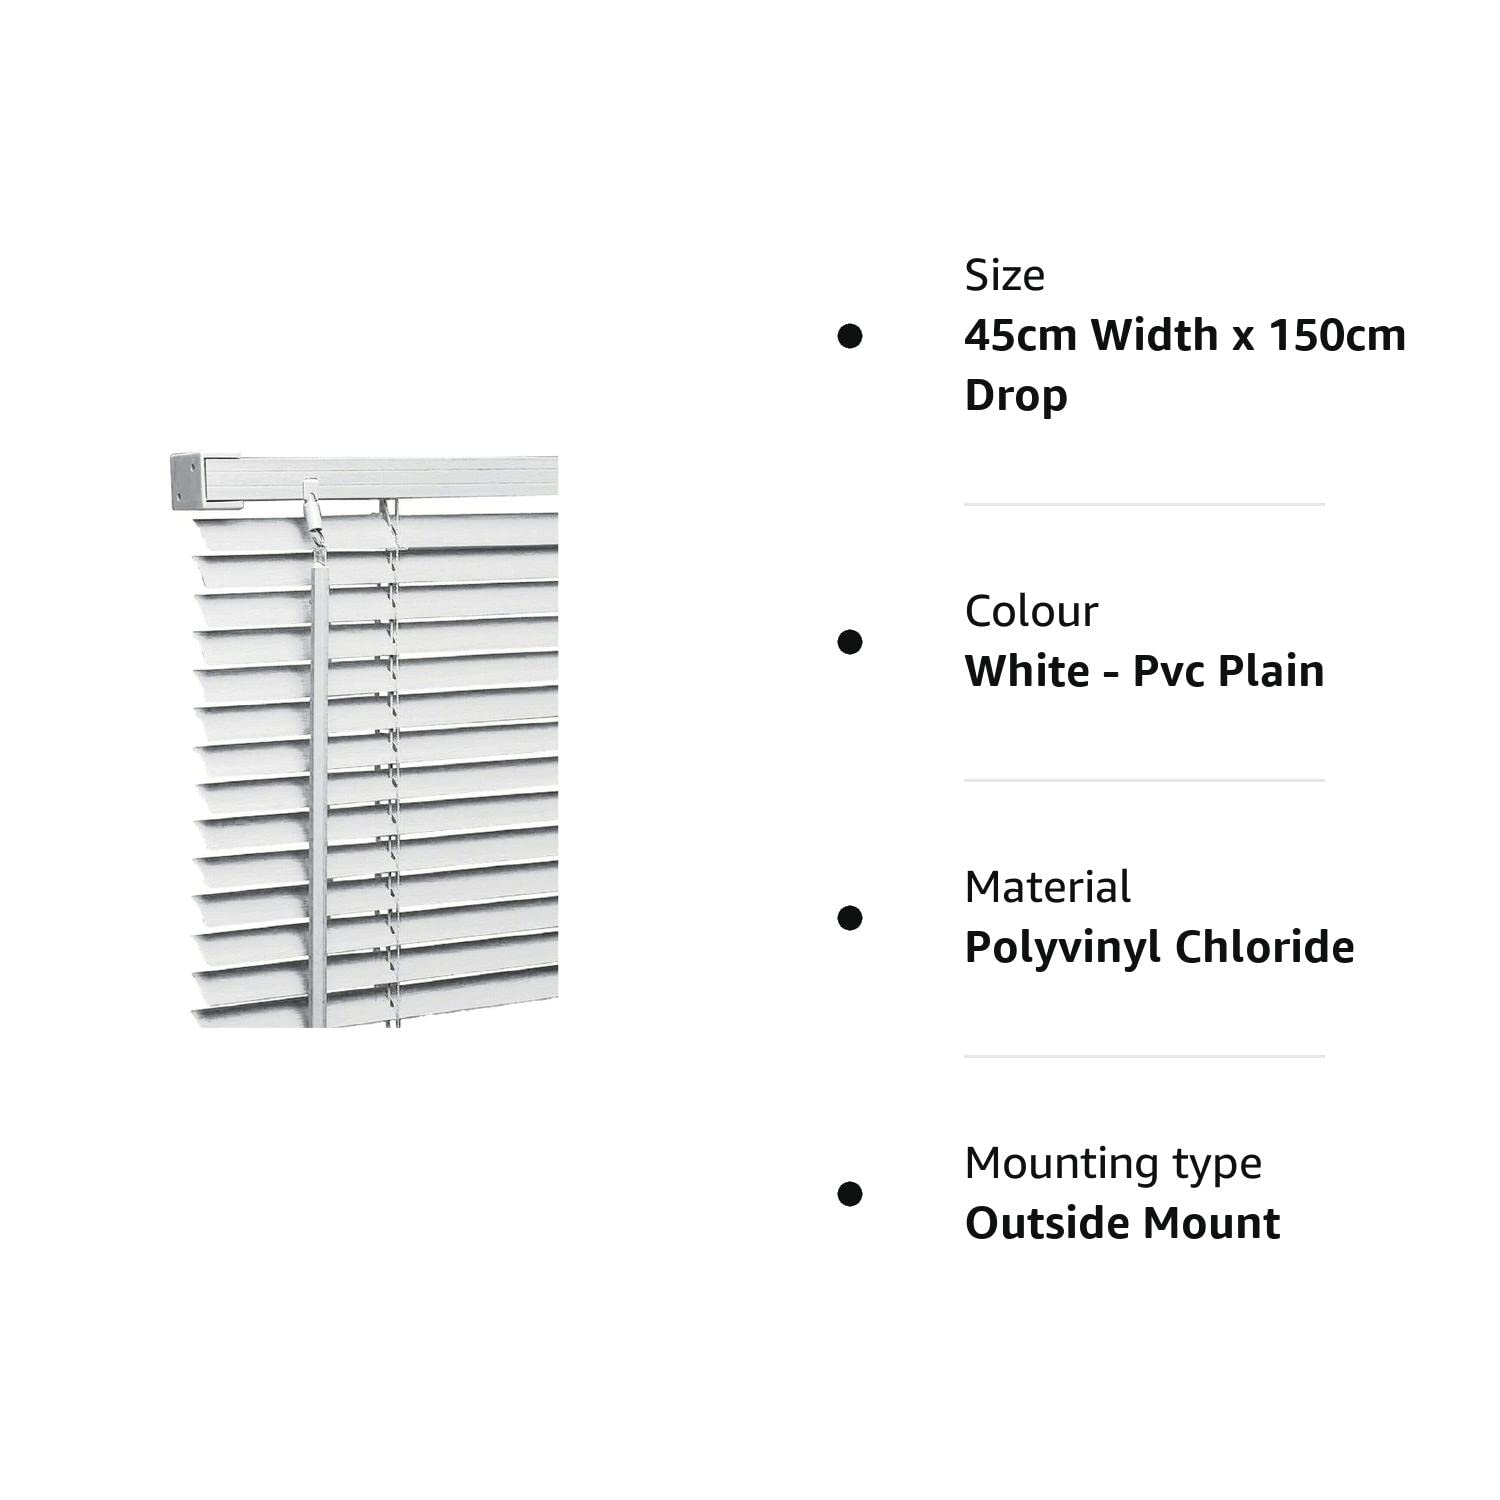 Size
45cm Width x 150cm
Drop
Colour
White - Pvc Plain
Material
Polyvinyl Chloride
Mounting type
Outside Mount